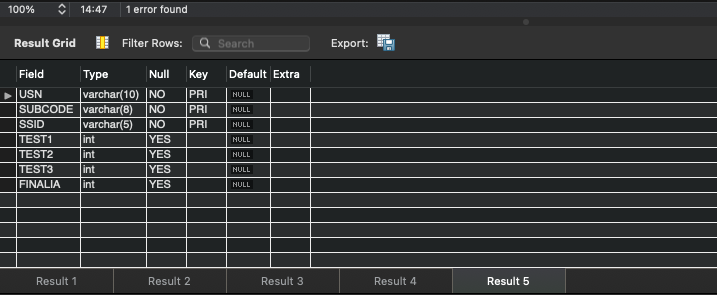 100% 14:47 1 error found
Result Grid Filter Rows: Search Export:
Field Type Null Key Default Extra
USN varchar(10) NO PRI NULL
SUBCODE varchar(8) NO PRI NULL
SSID varchar(5) NO PRI NULL
TEST1 int YES NULL
TEST2 int YES NULL
TEST3 int YES NULL
FINALIA int YES NULL
Result 1 Result 2 Result 3 Result 4 Result 5